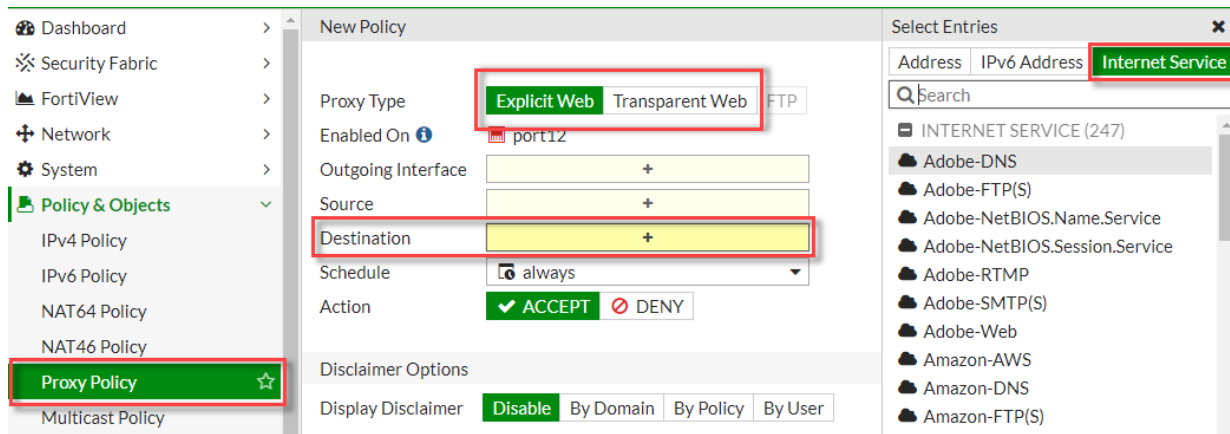 Dashboard
Security Fabric
FortiView
Network
System
Policy & Objects
IPv4 Policy
IPv6 Policy
NAT64 Policy
NAT46 Policy
Proxy Policy
Multicast Policy
New Policy
Proxy Type Explicit Web Transparent Web FTP
Enabled On port12
Outgoing Interface +
Source +
Destination +
Schedule always
Action ACCEPT DENY
Disclaimer Options
Display Disclaimer Disable By Domain By Policy By User
Select Entries
Address IPv6 Address Internet Service
Search
INTERNET SERVICE (247)
Adobe-DNS
Adobe-FTP(S)
Adobe-NetBIOS.Name.Service
Adobe-NetBIOS.Session.Service
Adobe-RTMP
Adobe-SMTP(S)
Adobe-Web
Amazon-AWS
Amazon-DNS
Amazon-FTP(S)